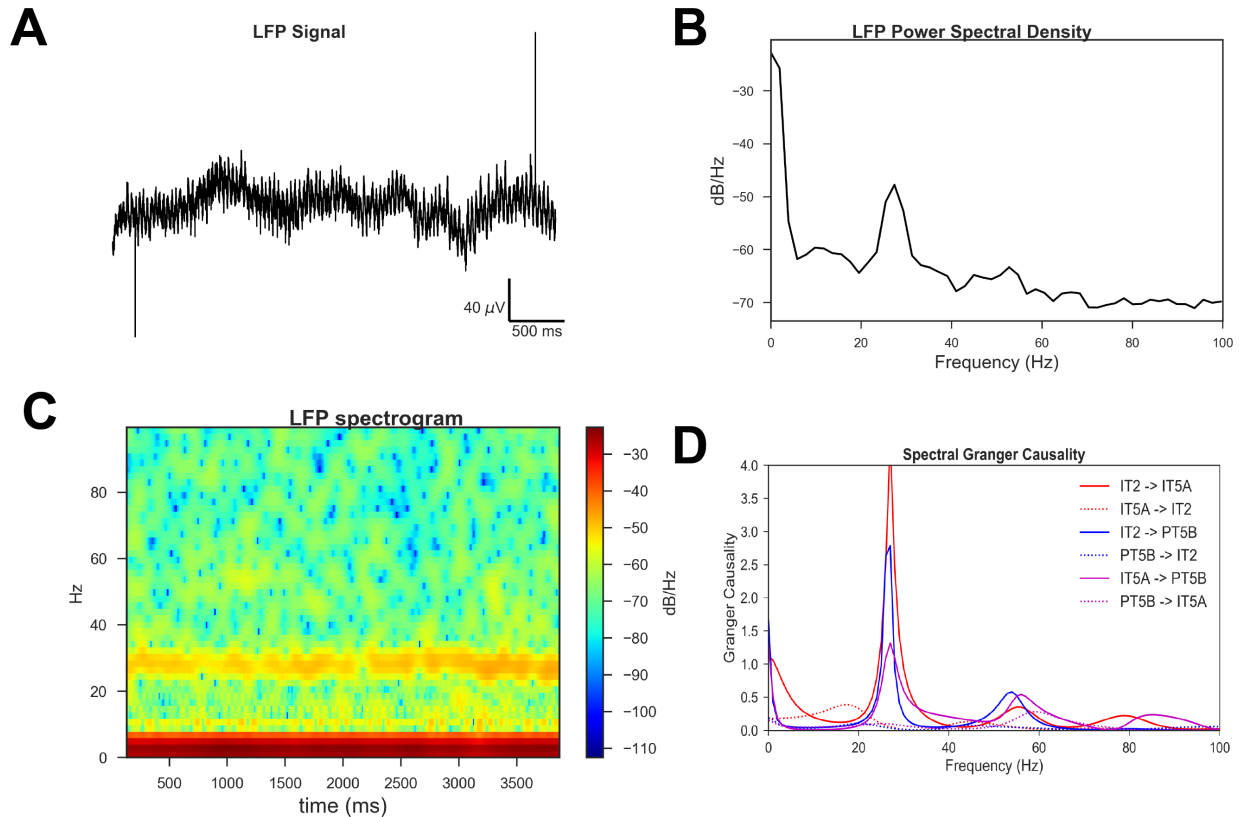 A
LFP Signal
40 µV
500 ms
B
LFP Power Spectral Density
dB/Hz
−30
−40
−50
−60
−70
0 20 40 60 80 100
Frequency (Hz)
C
LFP spectrogram
Hz
80
60
40
20
0
500 1000 1500 2000 2500 3000 3500
time (ms)
−30
−40
−50
−60
−70
−80
−90
−100
−110
dB/Hz
D
Spectral Granger Causality
Granger Causality
4.0
3.5
3.0
2.5
2.0
1.5
1.0
0.5
0.0
IT2 -> IT5A
IT5A -> IT2
IT2 -> PT5B
PT5B -> IT2
IT5A -> PT5B
PT5B -> IT5A
0 20 40 60 80 100
Frequency (Hz)